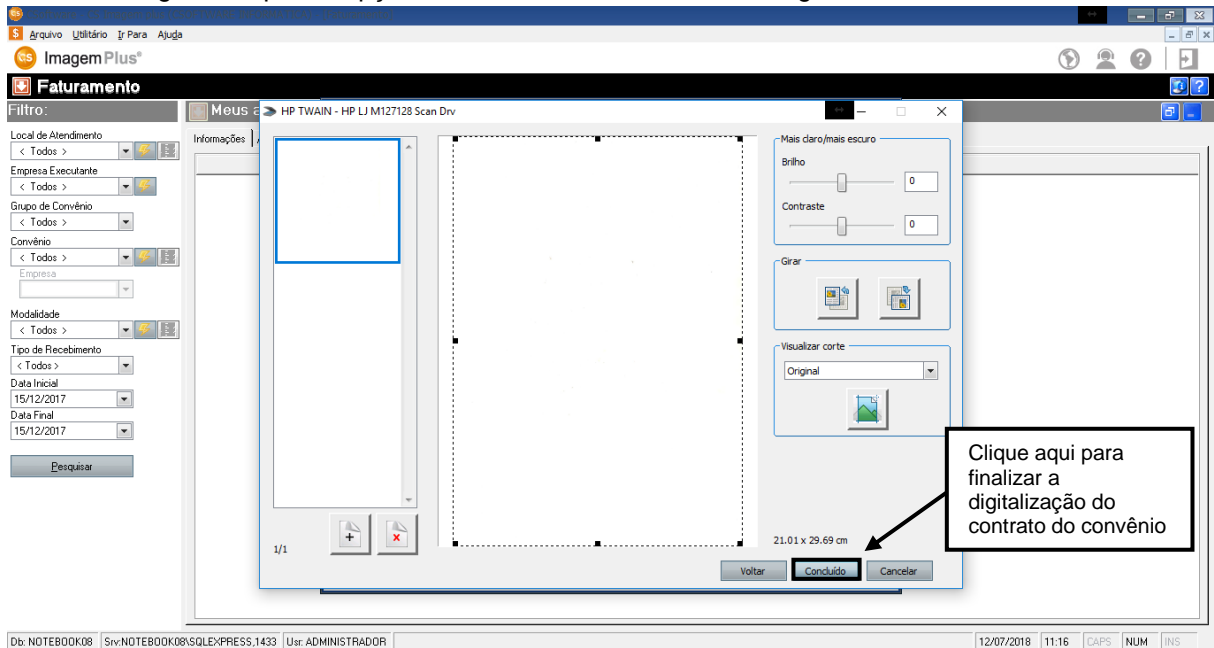 Arquivo Utilitário Ir Para Ajuda
ImagemPlus®
Faturamento
Filtro:
Meus a
HP TWAIN - HP LJ M127128 Scan Drv
Local de Atendimento
< Todos >
Empresa Executante
< Todos >
Grupo de Convênio
< Todos >
Convênio
< Todos >
Empresa
Modalidade
< Todos >
Tipo de Recebimento
< Todos >
Data Inicial
15/12/2017
Data Final
15/12/2017
Pesquisar
Informações
1/1
Mais claro/mais escuro
Brilho
0
Contraste
0
Girar
Visualizar corte
Original
21.01 x 29.69 cm
Voltar Concluído Cancelar
Clique aqui para
finalizar a
digitalização do
contrato do convênio
Db: NOTEBOOK08 Srv:NOTEBOOK08\SQLEXPRESS,1433 Usr: ADMINISTRADOR 12/07/2018 11:16 CAPS NUM INS